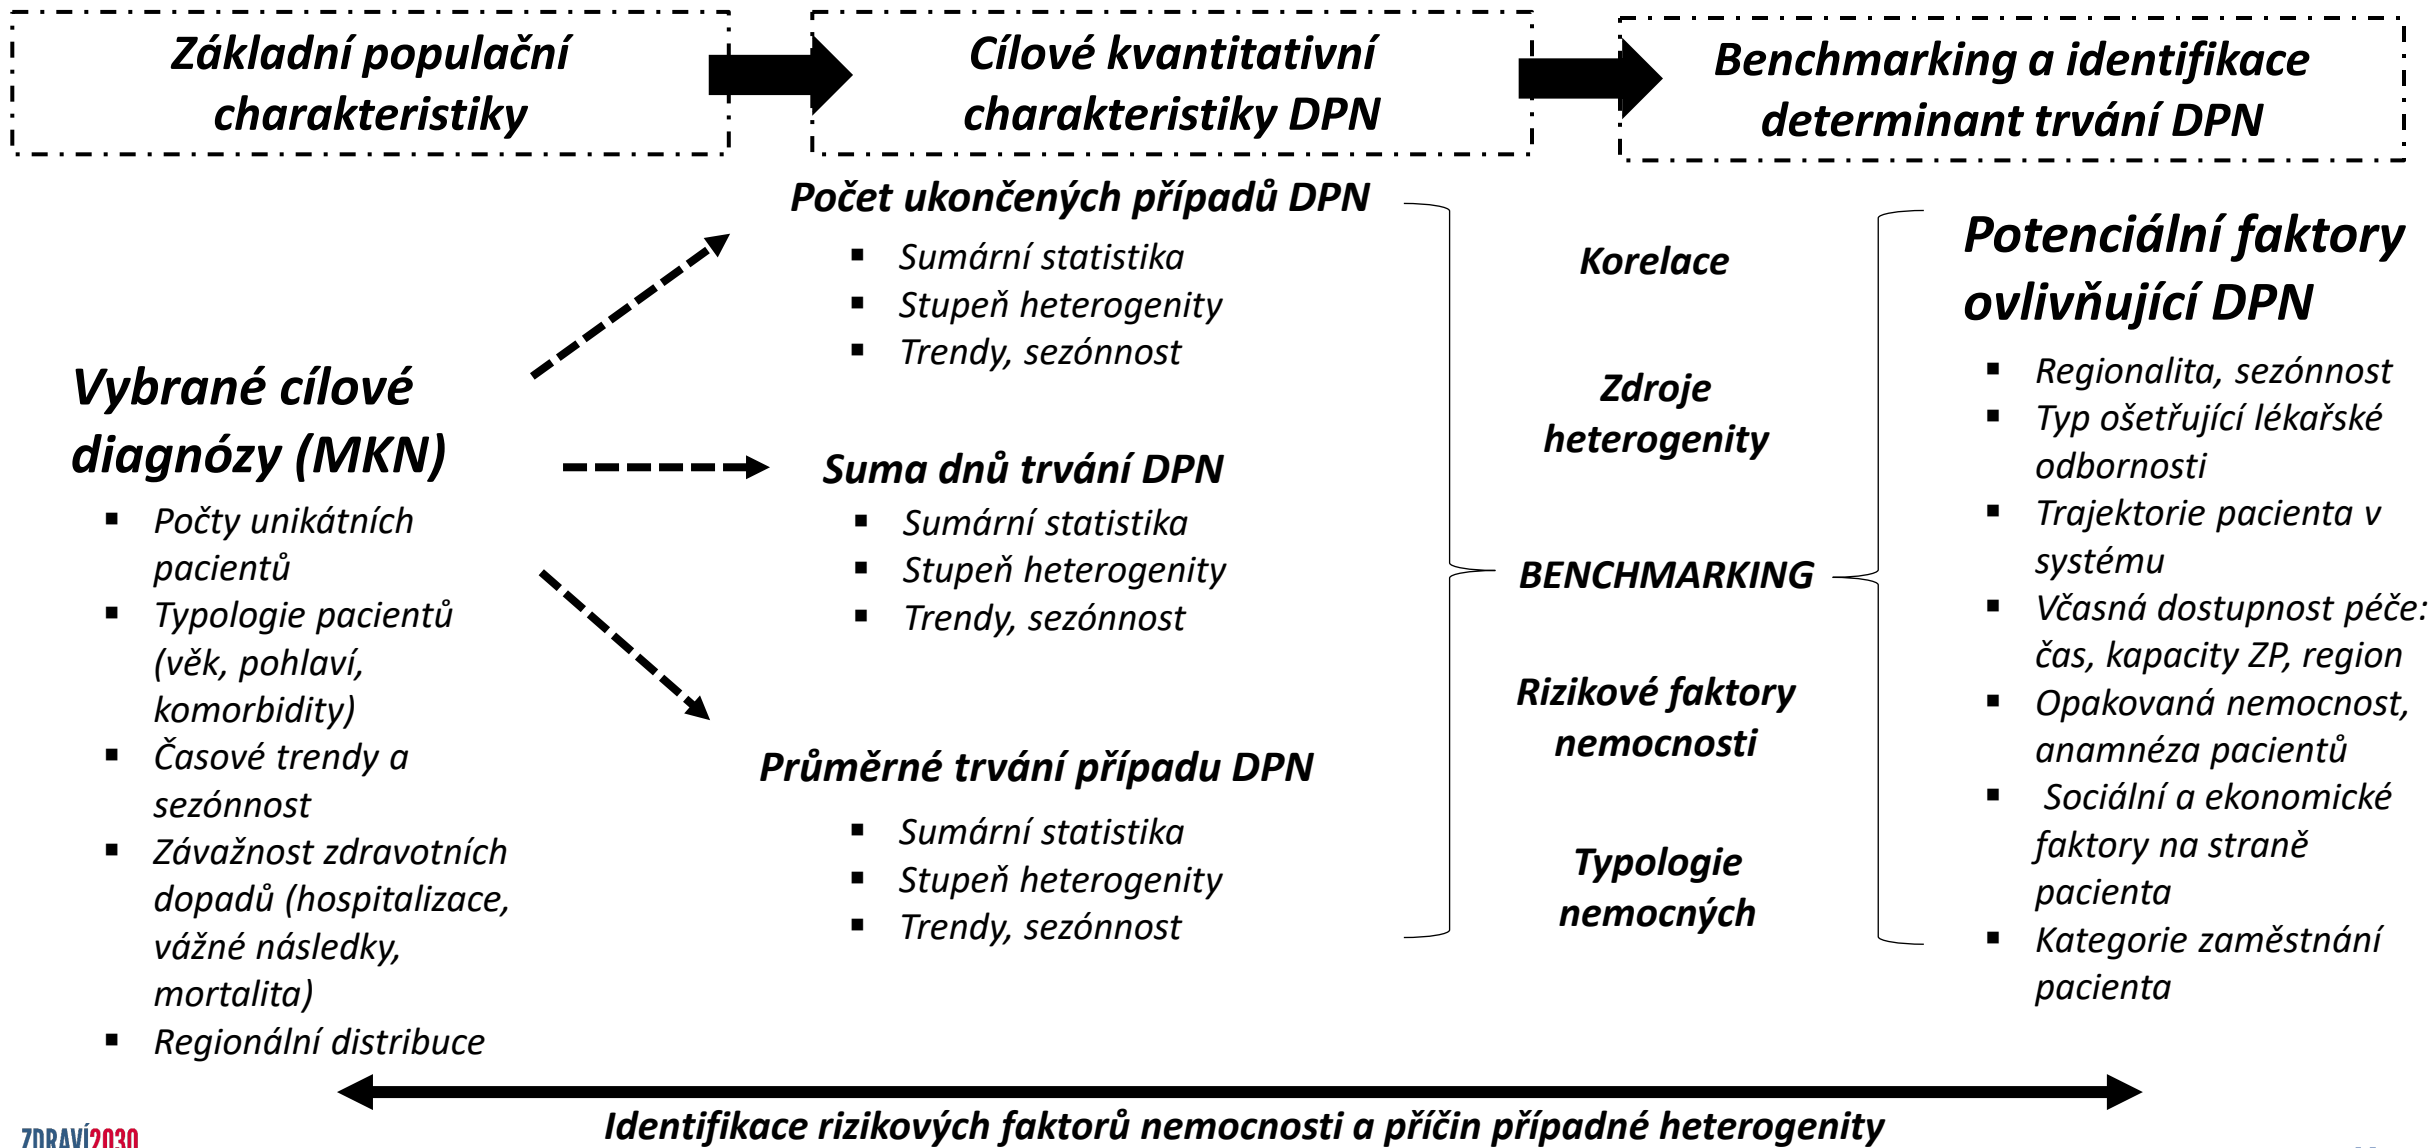 Základní populační
charakteristiky
Cílové kvantitativní
charakteristiky DPN
Benchmarking a identifikace
determinant trvání DPN
Vybrané cílové
diagnózy (MKN)
▪ Počty unikátních
pacientů
▪ Typologie pacientů
(věk, pohlaví,
komorbidity)
▪ Časové trendy a
sezónnost
▪ Závažnost zdravotních
dopadů (hospitalizace,
vážné následky,
mortalita)
▪ Regionální distribuce
Počet ukončených případů DPN
▪ Sumární statistika
▪ Stupeň heterogenity
▪ Trendy, sezónnost
Suma dnů trvání DPN
▪ Sumární statistika
▪ Stupeň heterogenity
▪ Trendy, sezónnost
Průměrné trvání případu DPN
▪ Sumární statistika
▪ Stupeň heterogenity
▪ Trendy, sezónnost
Korelace
Zdroje
heterogenity
BENCHMARKING
Rizikové faktory
nemocnosti
Typologie
nemocných
Potenciální faktory
ovlivňující DPN
▪ Regionalita, sezónnost
▪ Typ ošetřující lékařské
odbornosti
▪ Trajektorie pacienta v
systému
▪ Včasná dostupnost péče:
čas, kapacity ZP, region
▪ Opakovaná nemocnost,
anamnéza pacientů
▪ Sociální a ekonomické
faktory na straně
pacienta
▪ Kategorie zaměstnání
pacienta
Identifikace rizikových faktorů nemocnosti a příčin případné heterogenity
ZDRAVÍ2030